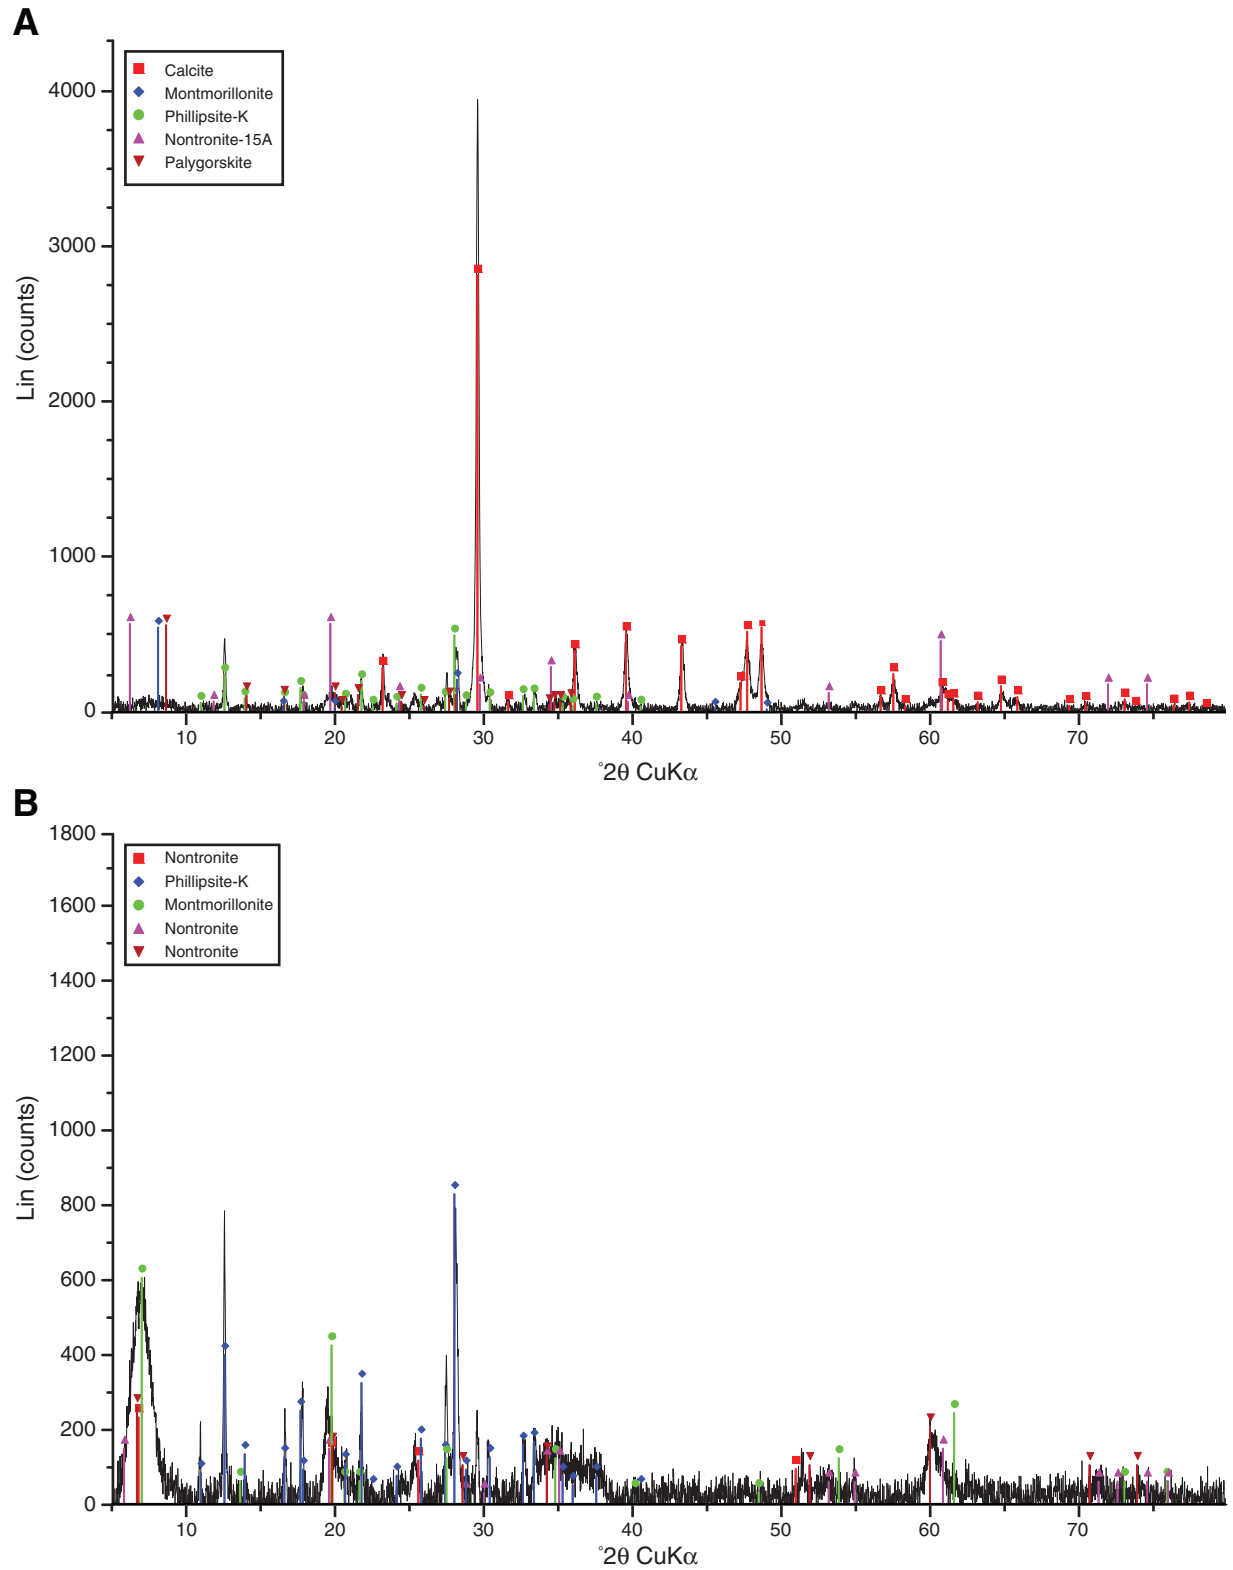 A
4000
3000
2000
1000
0
Lin (counts)
Calcite
Montmorillonite
Phillipsite-K
Nontronite-15A
Palygorskite
10 20 30 40 50 60 70
°2θ CuKα
B
1800
1600
1400
1200
1000
800
600
400
200
0
Lin (counts)
Nontronite
Phillipsite-K
Montmorillonite
Nontronite
Nontronite
10 20 30 40 50 60 70
°2θ CuKα